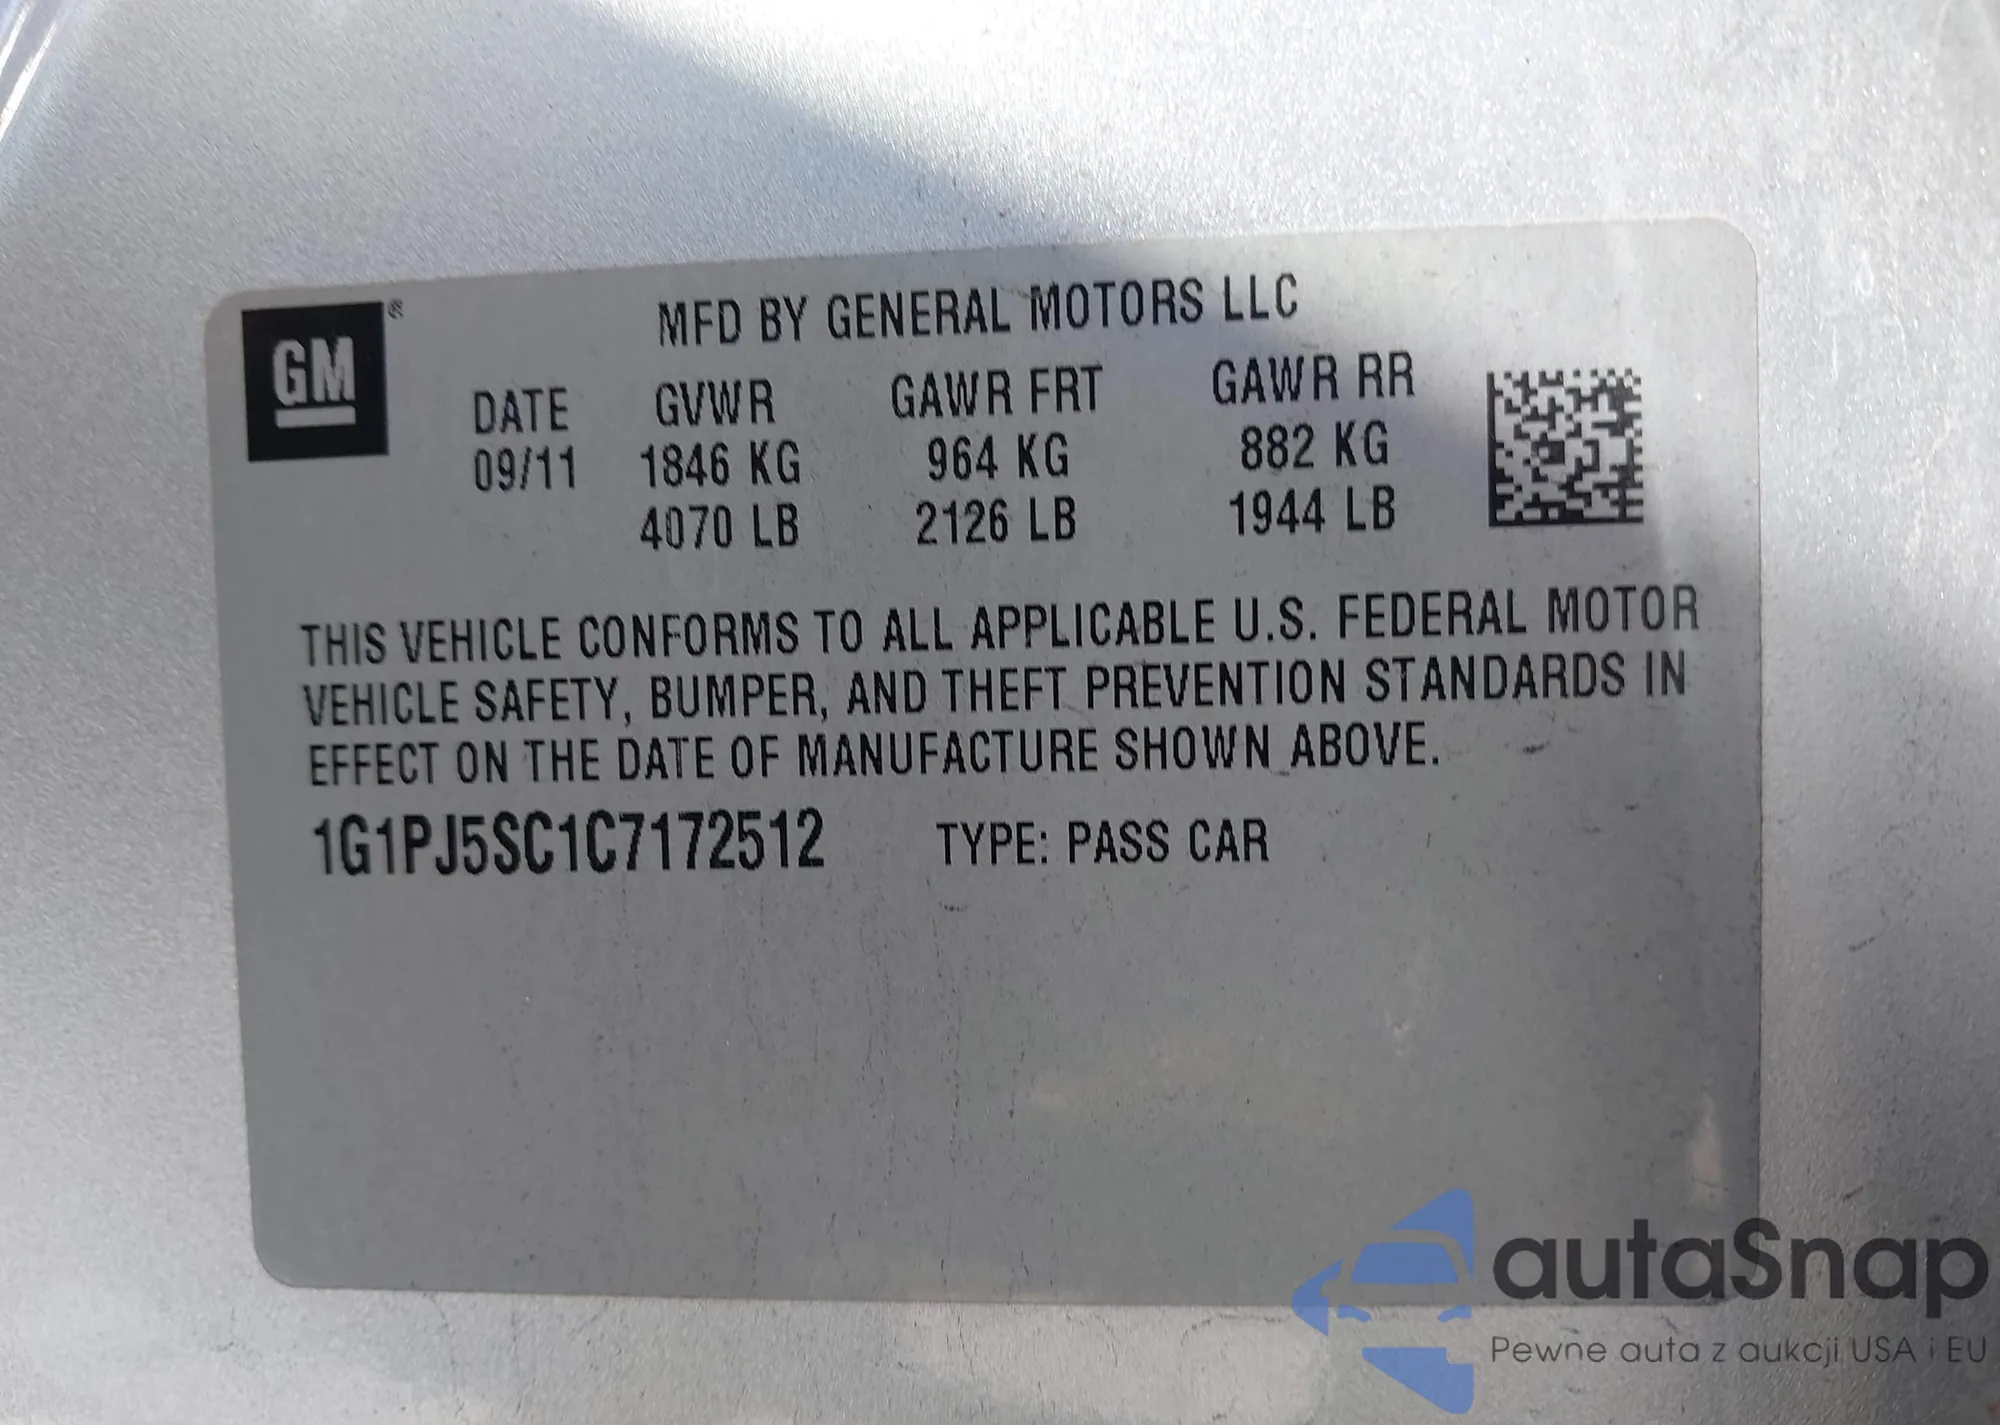 GM®
MFD BY GENERAL MOTORS LLC
DATE GVWR GAWR FRT GAWR RR
09/11 1846 KG 964 KG 882 KG
4070 LB 2126 LB 1944 LB
THIS VEHICLE CONFORMS TO ALL APPLICABLE U.S. FEDERAL MOTOR
VEHICLE SAFETY, BUMPER, AND THEFT PREVENTION STANDARDS IN
EFFECT ON THE DATE OF MANUFACTURE SHOWN ABOVE.
1G1PJ5SC1C7172512 TYPE: PASS CAR
autaSnap
Pewne auta z aukcji USA i EU